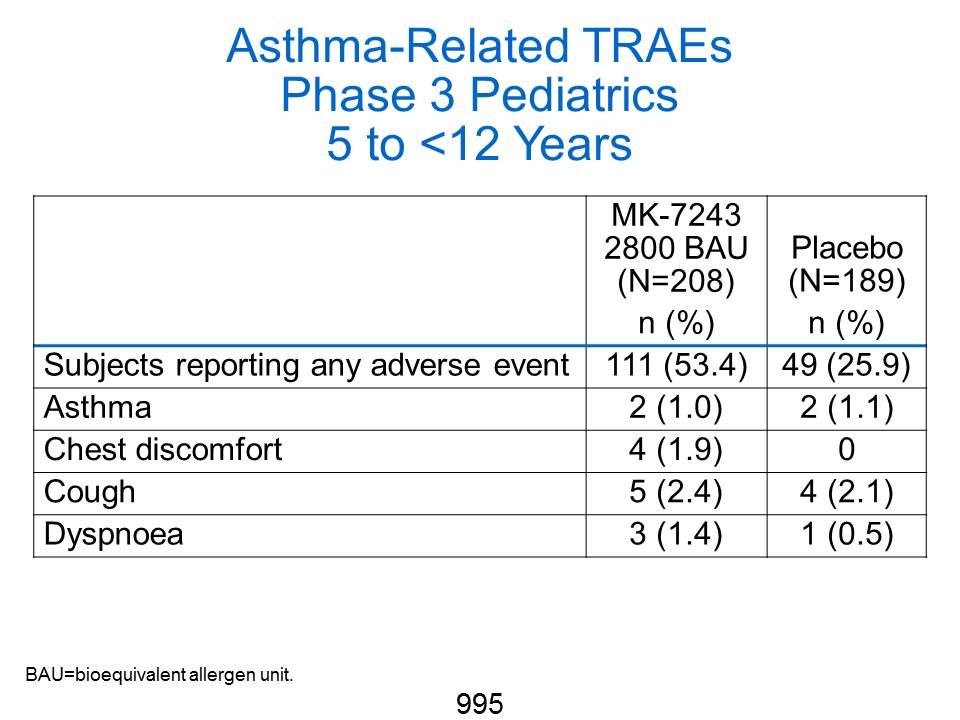 Asthma-Related TRAEs
Phase 3 Pediatrics
5 to <12 Years
MK-7243
2800 BAU
(N=208)
n (%)
Placebo
(N=189)
n (%)
Subjects reporting any adverse event 111 (53.4) 49 (25.9)
Asthma 2 (1.0) 2 (1.1)
Chest discomfort 4 (1.9) 0
Cough 5 (2.4) 4 (2.1)
Dyspnoea 3 (1.4) 1 (0.5)
BAU=bioequivalent allergen unit.
995